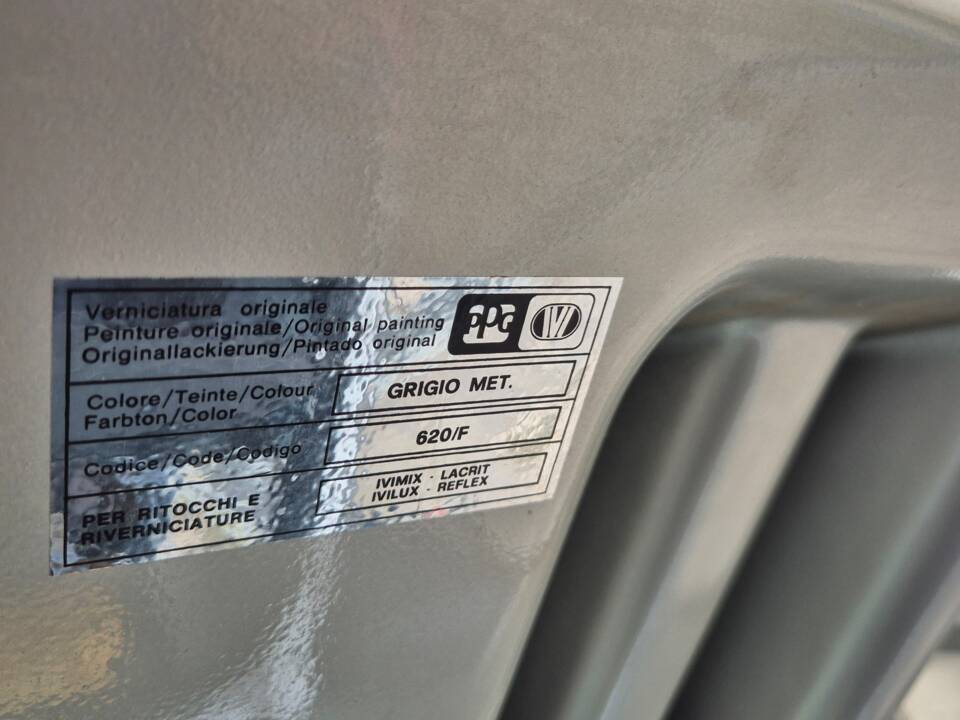 Verniciatura originale
Peinture originale/Original painting
Originallackierung/Pintado original
PPG IVI
Colore/Teinte/Colour
Farbton/Color
GRIGIO MET.
Codice/Code/Codigo
620/F
PER RITOCCHI E
RIVERNICIATURE
IVIMIX - LACRIT
IVILUX - REFLEX